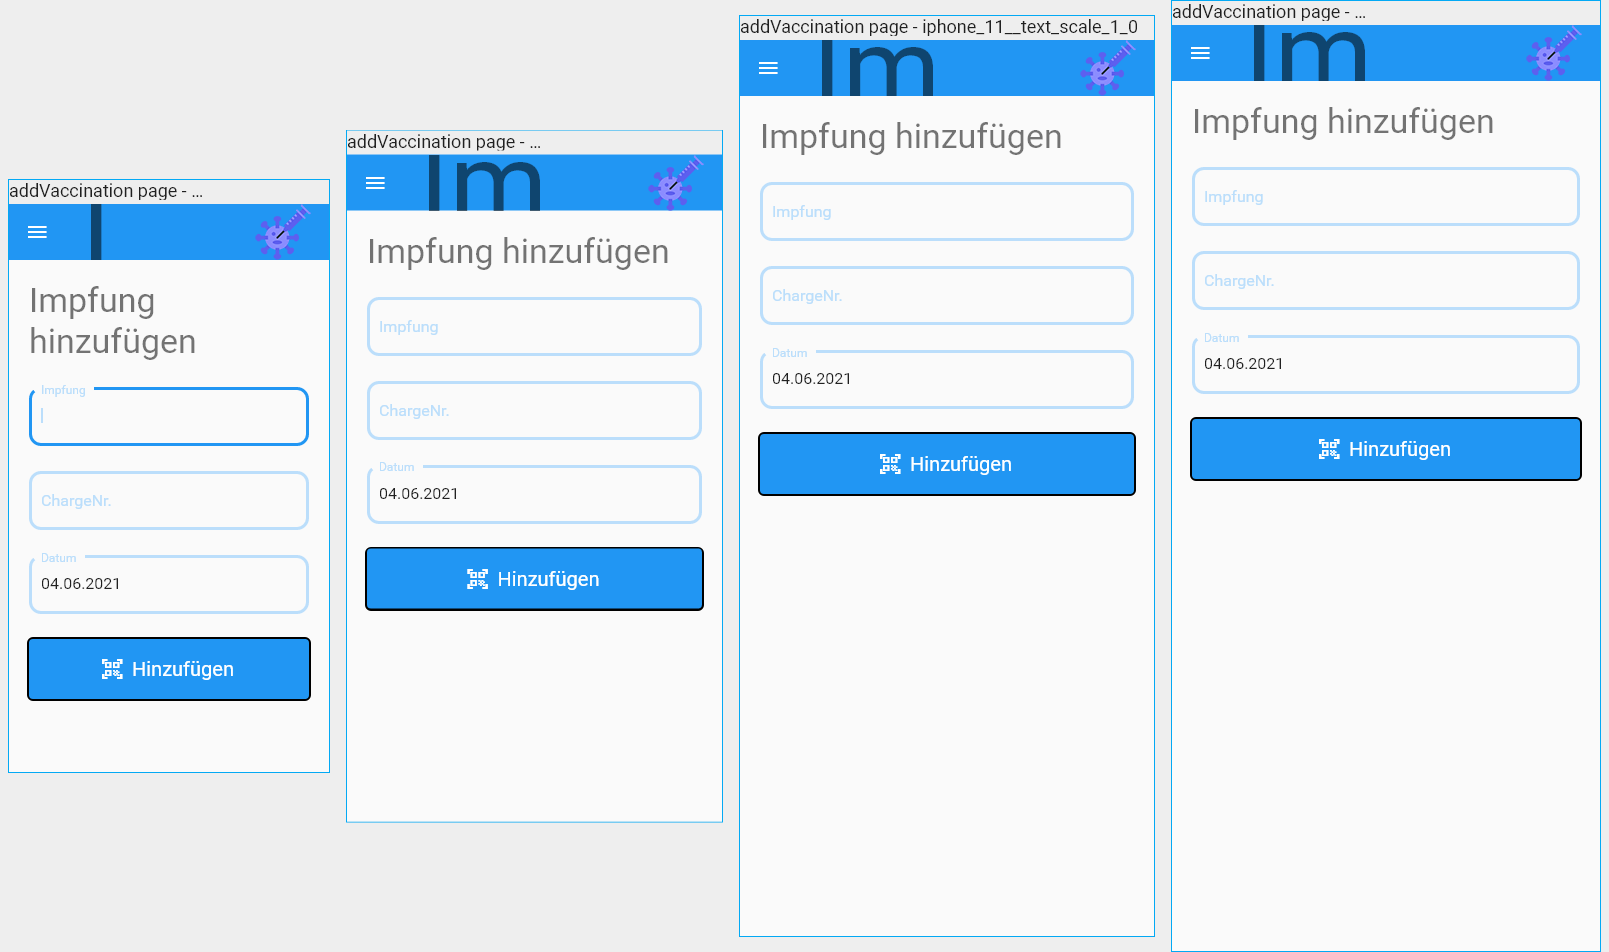 addVaccination page - ...
I
Impfung
hinzufügen
Impfung
ChargeNr.
Datum
04.06.2021
Hinzufügen
addVaccination page - ...
Im
Impfung hinzufügen
Impfung
ChargeNr.
Datum
04.06.2021
Hinzufügen
addVaccination page - iphone_11__text_scale_1_0
Im
Impfung hinzufügen
Impfung
ChargeNr.
Datum
04.06.2021
Hinzufügen
addVaccination page - ...
Im
Impfung hinzufügen
Impfung
ChargeNr.
Datum
04.06.2021
Hinzufügen